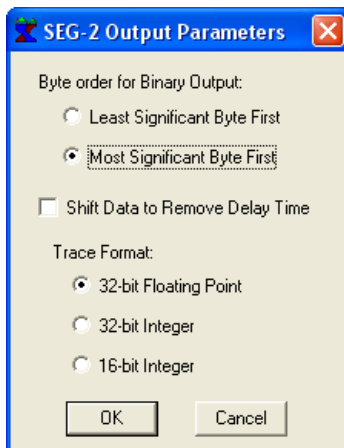 SEG-2 Output Parameters
Byte order for Binary Output:
Least Significant Byte First
Most Significant Byte First
Shift Data to Remove Delay Time
Trace Format:
32-bit Floating Point
32-bit Integer
16-bit Integer
OK Cancel